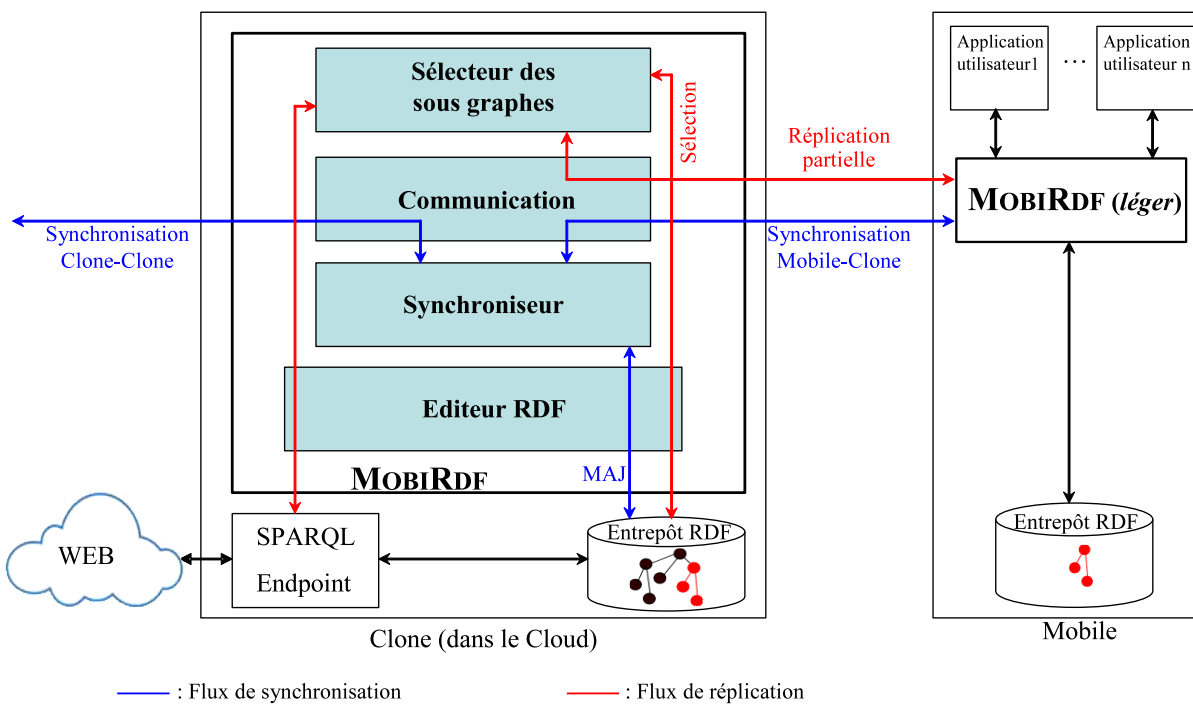 Sélecteur des
sous graphes
Sélection
Communication
Synchronisation
Clone-Clone
Synchroniseur
Editeur RDF
MOBIRDF
MAJ
WEB
SPARQL
Endpoint
Entrepôt RDF
Clone (dans le Cloud)
Réplication
partielle
Synchronisation
Mobile-Clone
Application
utilisateur1
...
Application
utilisateur n
MOBIRDF (léger)
Entrepôt RDF
Mobile
: Flux de synchronisation
: Flux de réplication